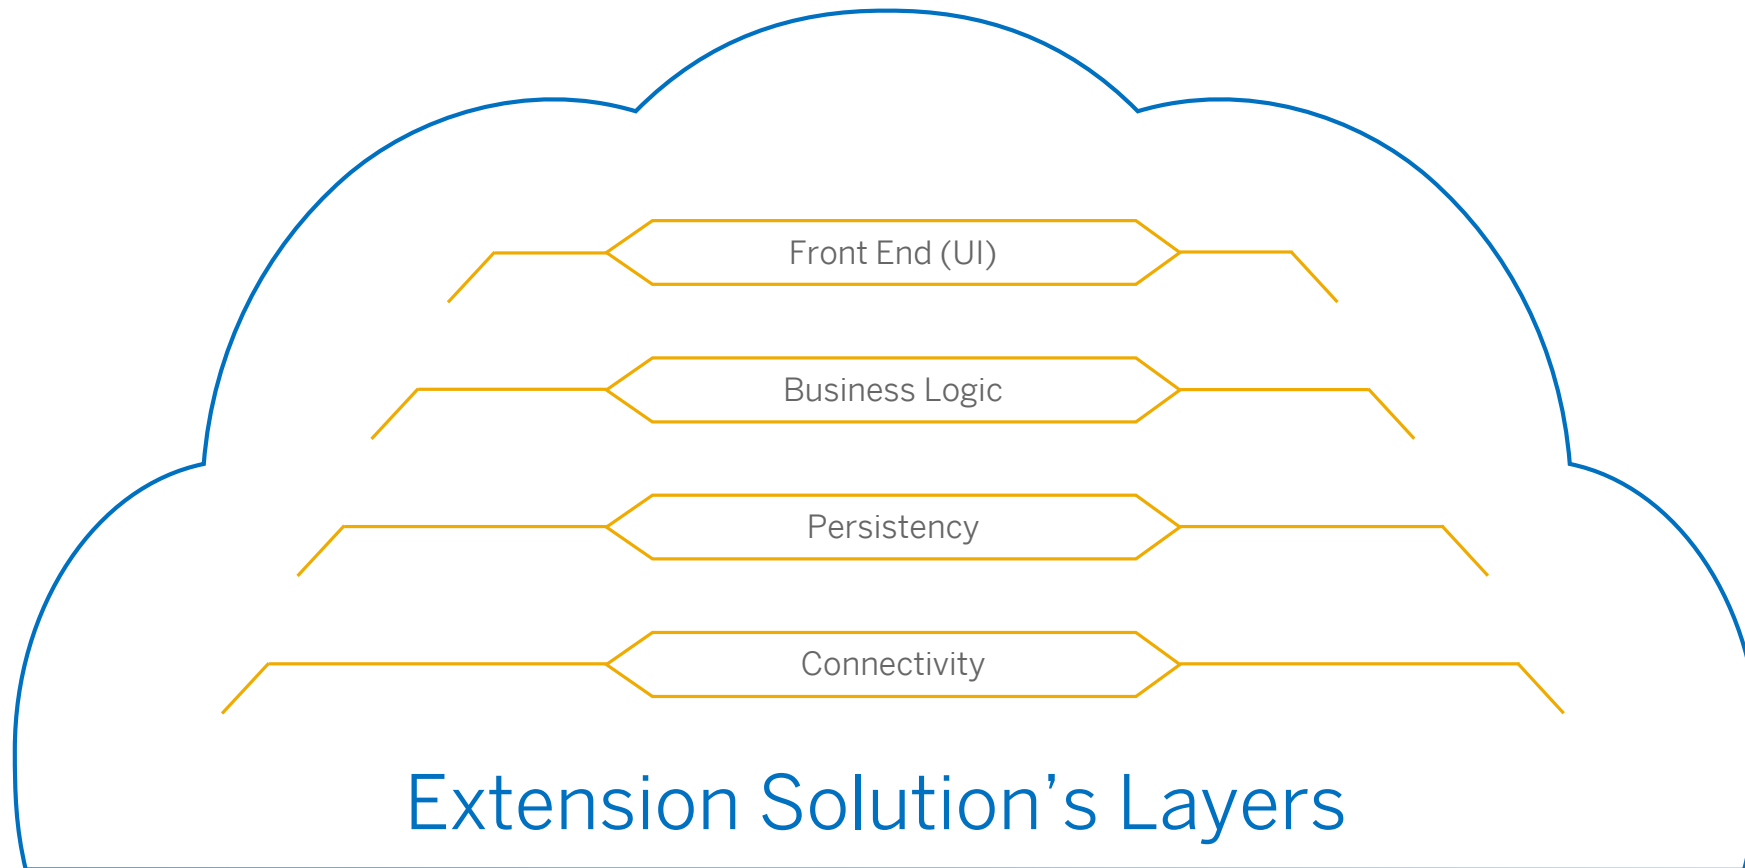 Front End (UI)
Business Logic
Persistency
Connectivity
Extension Solution’s Layers